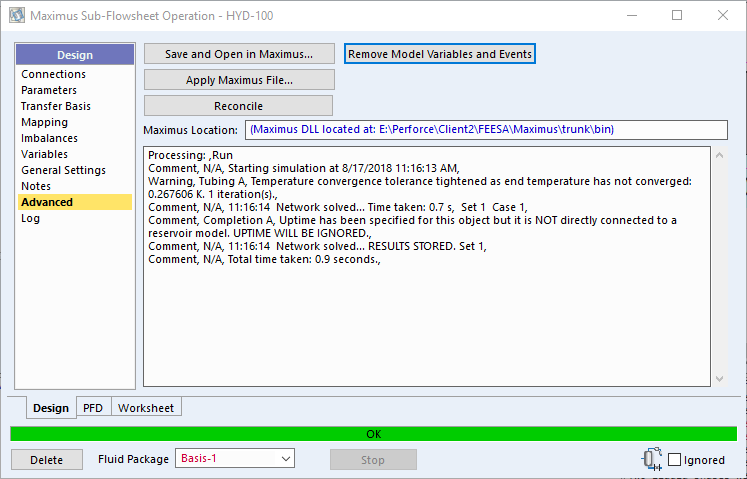 Maximus Sub-Flowsheet Operation - HYD-100
Design
Connections
Parameters
Transfer Basis
Mapping
Imbalances
Variables
General Settings
Notes
Advanced
Log
Save and Open in Maximus...
Remove Model Variables and Events
Apply Maximus File...
Reconcile
Maximus Location:
(Maximus DLL located at: E:\Perforce\Client2\FEESA\Maximus\trunk\bin)
Processing: ,Run
Comment, N/A, Starting simulation at 8/17/2018 11:16:13 AM,
Warning, Tubing A, Temperature convergence tolerance tightened as end temperature has not converged:
0.267606 K. 1 iteration(s).,
Comment, N/A, 11:16:14  Network solved... Time taken: 0.7 s,  Set 1  Case 1,
Comment, Completion A, Uptime has been specified for this object but it is NOT directly connected to a
reservoir model. UPTIME WILL BE IGNORED.,
Comment, N/A, 11:16:14  Network solved... RESULTS STORED. Set 1,
Comment, N/A, Total time taken: 0.9 seconds.,
Design
PFD
Worksheet
OK
Delete
Fluid Package
Basis-1
Stop
Ignored